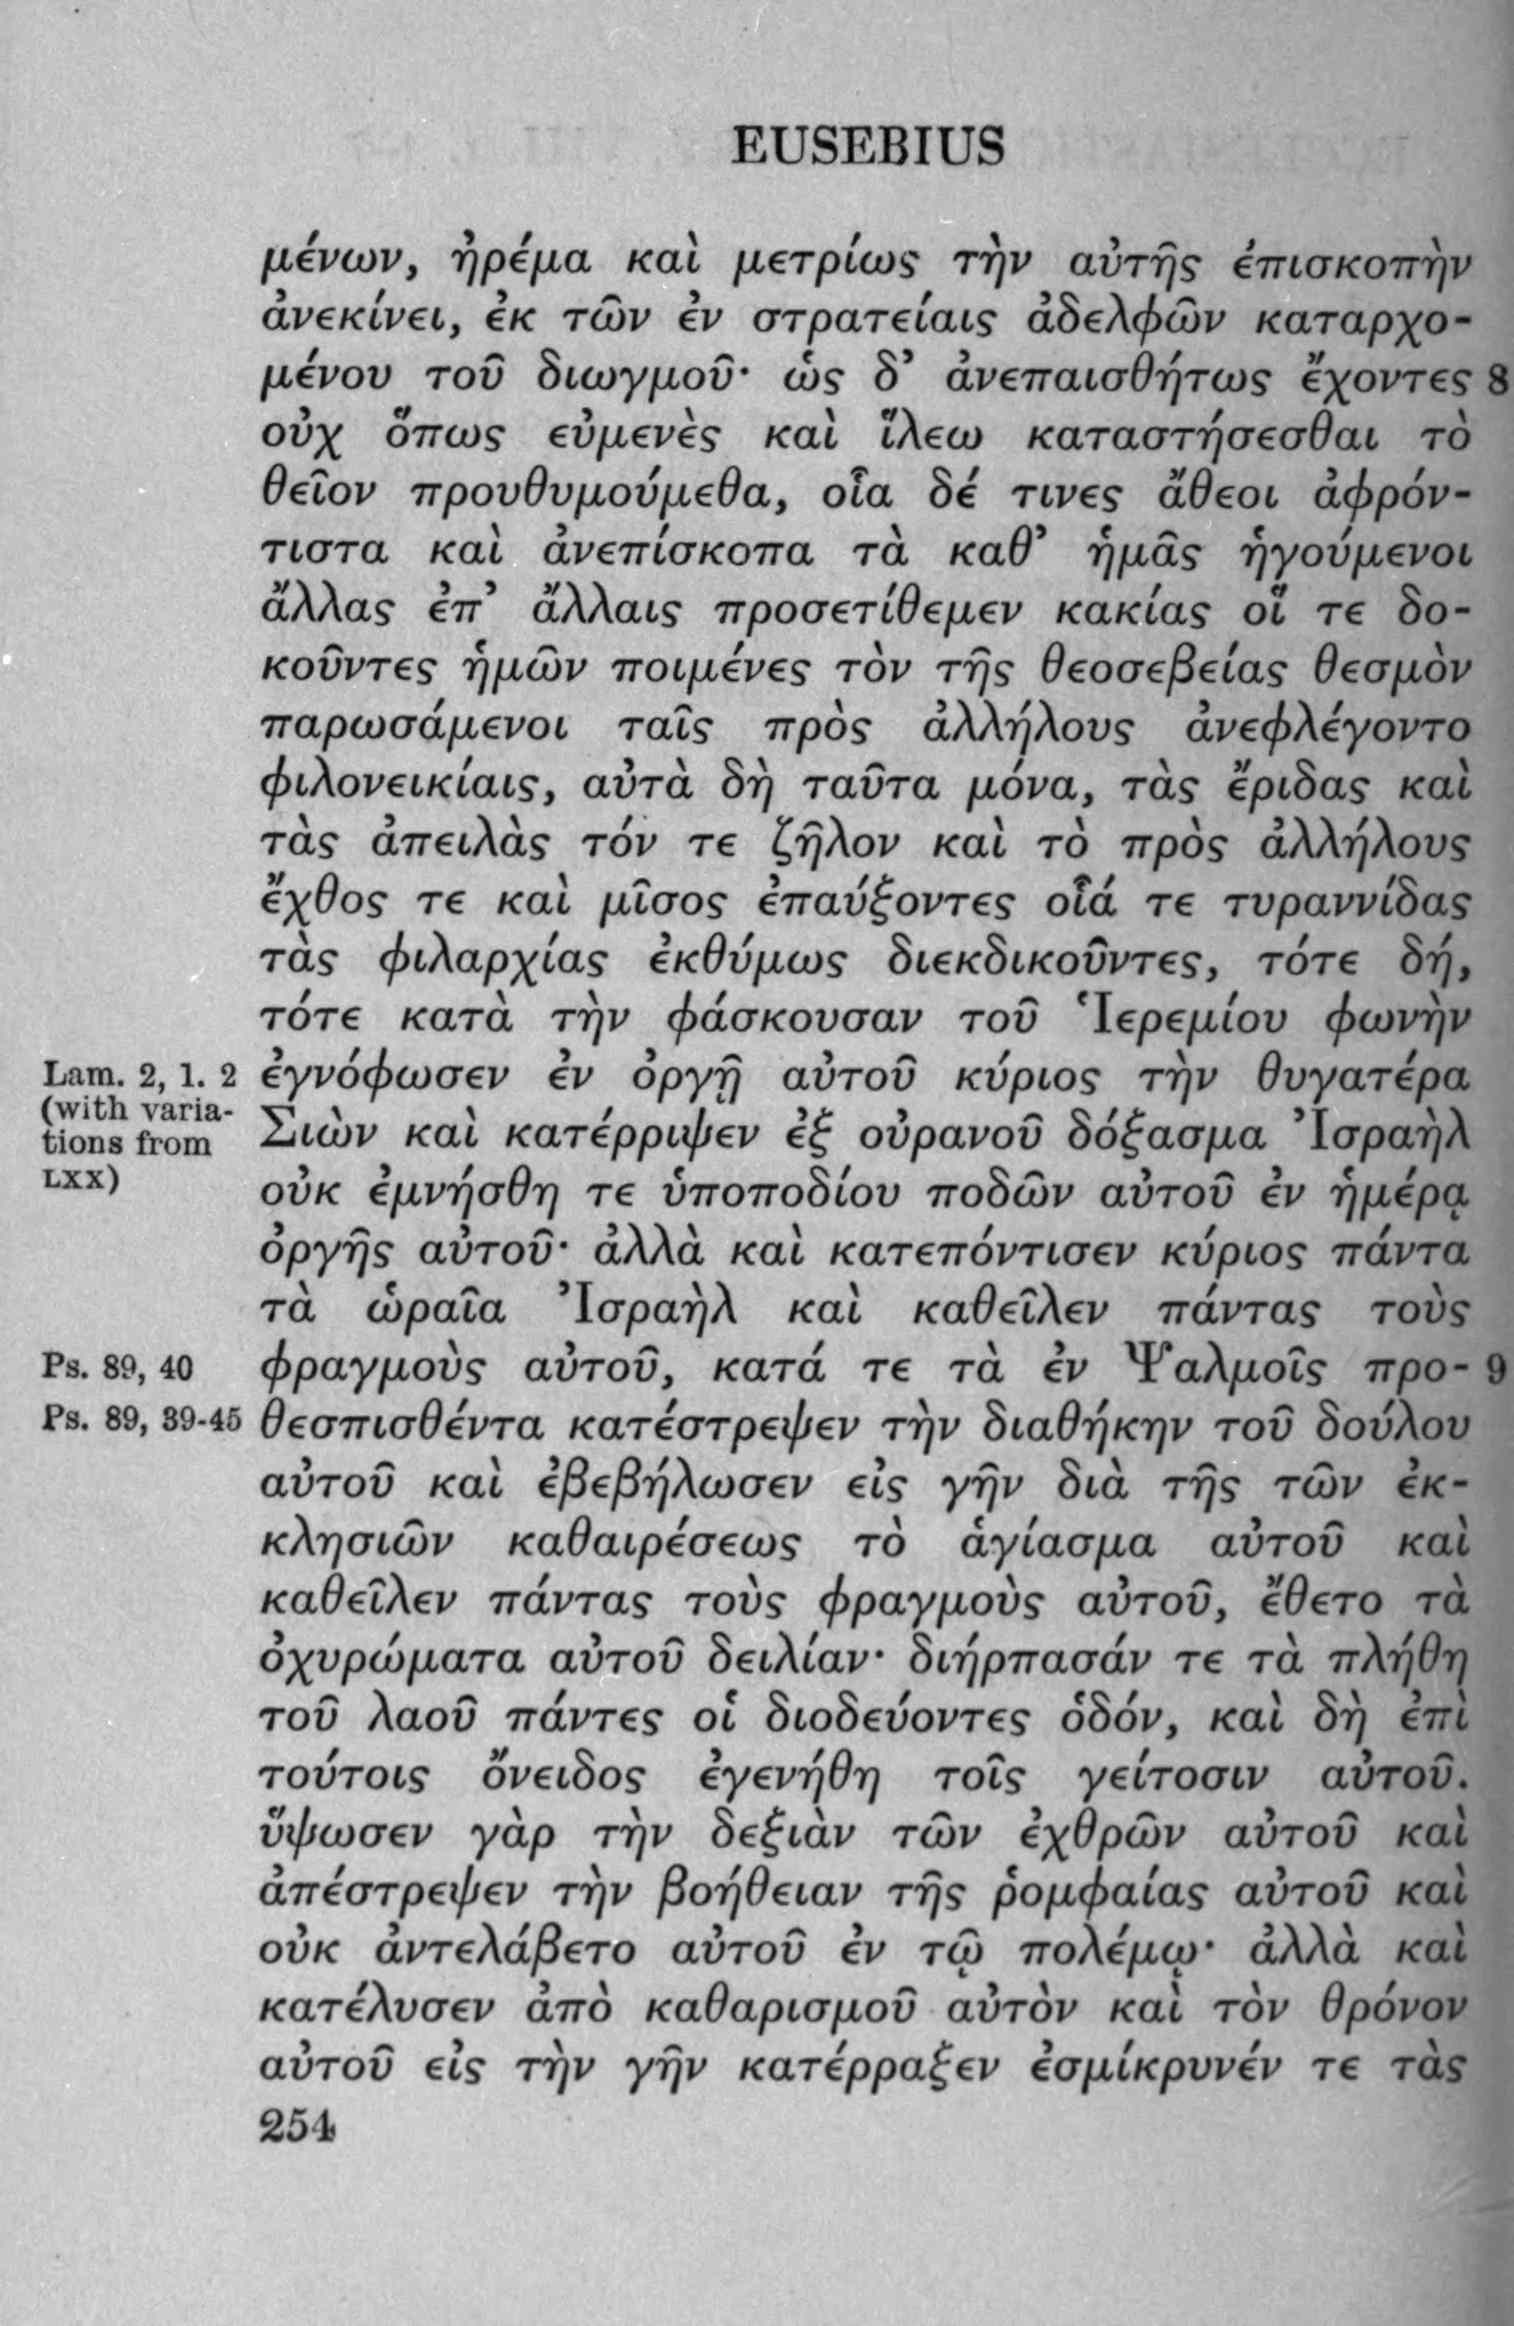 EUSEBIUS
μένων, ἠρέμα καὶ μετρίως τὴν αὐτῆς ἐπισκοπὴν
ἀνεκίνει, ἐκ τῶν ἐν στρατείαις ἀδελφῶν καταρχο-
μένου τοῦ διωγμοῦ· ὡς δ’ ἀνεπαισθήτως ἔχοντες 8
οὐχ ὅπως εὐμενὲς καὶ ἵλεω καταστήσεσθαι τὸ
θεῖον προυθυμούμεθα, οἷα δέ τινες ἄθεοι ἀφρόν-
τιστα καὶ ἀνεπίσκοπα τὰ καθ’ ἡμᾶς ἡγούμενοι
ἄλλας ἐπ’ ἄλλαις προσετίθεμεν κακίας οἵ τε δο-
κοῦντες ἡμῶν ποιμένες τὸν τῆς θεοσεβείας θεσμὸν
παρωσάμενοι ταῖς πρὸς ἀλλήλους ἀνεφλέγοντο
φιλονεικίαις, αὐτὰ δὴ ταῦτα μόνα, τὰς ἔριδας καὶ
τὰς ἀπειλὰς τόν τε ζῆλον καὶ τὸ πρὸς ἀλλήλους
ἔχθος τε καὶ μῖσος ἐπαύξοντες οἷά τε τυραννίδας
τὰς φιλαρχίας ἐκθύμως διεκδικοῦντες, τότε δή,
τότε κατὰ τὴν φάσκουσαν τοῦ Ἱερεμίου φωνὴν
Lam. 2, 1. 2 ἐγνόφωσεν ἐν ὀργῇ αὐτοῦ κύριος τὴν θυγατέρα
(with varia-
tions from
LXX)
Σιὼν καὶ κατέρριψεν ἐξ οὐρανοῦ δόξασμα Ἰσραὴλ
οὐκ ἐμνήσθη τε ὑποποδίου ποδῶν αὐτοῦ ἐν ἡμέρᾳ
ὀργῆς αὐτοῦ· ἀλλὰ καὶ κατεπόντισεν κύριος πάντα
τὰ ὡραῖα Ἰσραὴλ καὶ καθεῖλεν πάντας τοὺς
Ps. 89, 40 φραγμοὺς αὐτοῦ, κατά τε τὰ ἐν Ψαλμοῖς προ- 9
Ps. 89, 39-45 θεσπισθέντα κατέστρεψεν τὴν διαθήκην τοῦ δούλου
αὐτοῦ καὶ ἐβεβήλωσεν εἰς γῆν διὰ τῆς τῶν ἐκ-
κλησιῶν καθαιρέσεως τὸ ἁγίασμα αὐτοῦ καὶ
καθεῖλεν πάντας τοὺς φραγμοὺς αὐτοῦ, ἔθετο τὰ
ὀχυρώματα αὐτοῦ δειλίαν· διήρπασάν τε τὰ πλήθη
τοῦ λαοῦ πάντες οἱ διοδεύοντες ὁδόν, καὶ δὴ ἐπὶ
τούτοις ὄνειδος ἐγενήθη τοῖς γείτοσιν αὐτοῦ.
ὕψωσεν γὰρ τὴν δεξιὰν τῶν ἐχθρῶν αὐτοῦ καὶ
ἀπέστρεψεν τὴν βοήθειαν τῆς ῥομφαίας αὐτοῦ καὶ
οὐκ ἀντελάβετο αὐτοῦ ἐν τῷ πολέμῳ· ἀλλὰ καὶ
κατέλυσεν ἀπὸ καθαρισμοῦ αὐτὸν καὶ τὸν θρόνον
αὐτοῦ εἰς τὴν γῆν κατέρραξεν ἐσμίκρυνέν τε τὰς
254